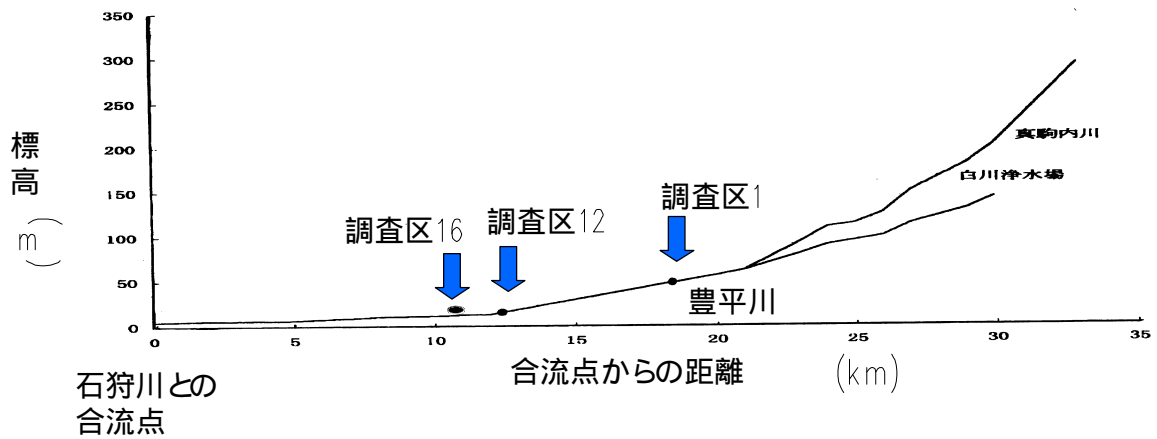 350
300
250
200
150
100
50
0
標高
(m)
真駒内川
白川浄水場
調査区1
調査区12
調査区16
豊平川
0 5 10 15 20 25 30 35
合流点からの距離 (km)
石狩川との
合流点